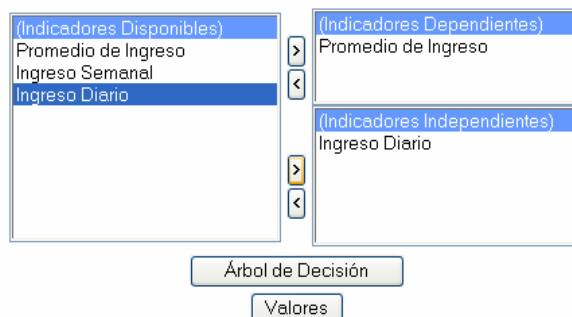 (Indicadores Disponibles)
Promedio de Ingreso
Ingreso Semanal
Ingreso Diario
>
<
(Indicadores Dependientes)
Promedio de Ingreso
(Indicadores Independientes)
Ingreso Diario
>
<
Árbol de Decisión
Valores